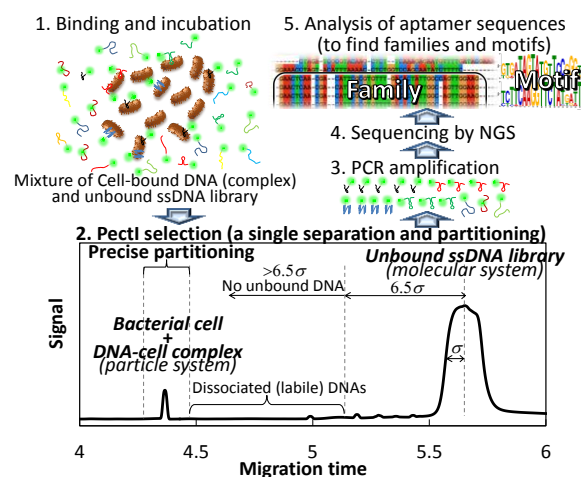 1. Binding and incubation
Mixture of Cell-bound DNA (complex)
and unbound ssDNA library
5. Analysis of aptamer sequences
(to find families and motifs)
Family
Motif
4. Sequencing by NGS
3. PCR amplification
2. PectI selection (a single separation and partitioning)
Precise partitioning
>6.5σ
No unbound DNA
6.5σ
Unbound ssDNA library
(molecular system)
Bacterial cell
+
DNA-cell complex
(particle system)
σ
Dissociated (labile) DNAs
Signal
4 4.5 5 5.5 6
Migration time